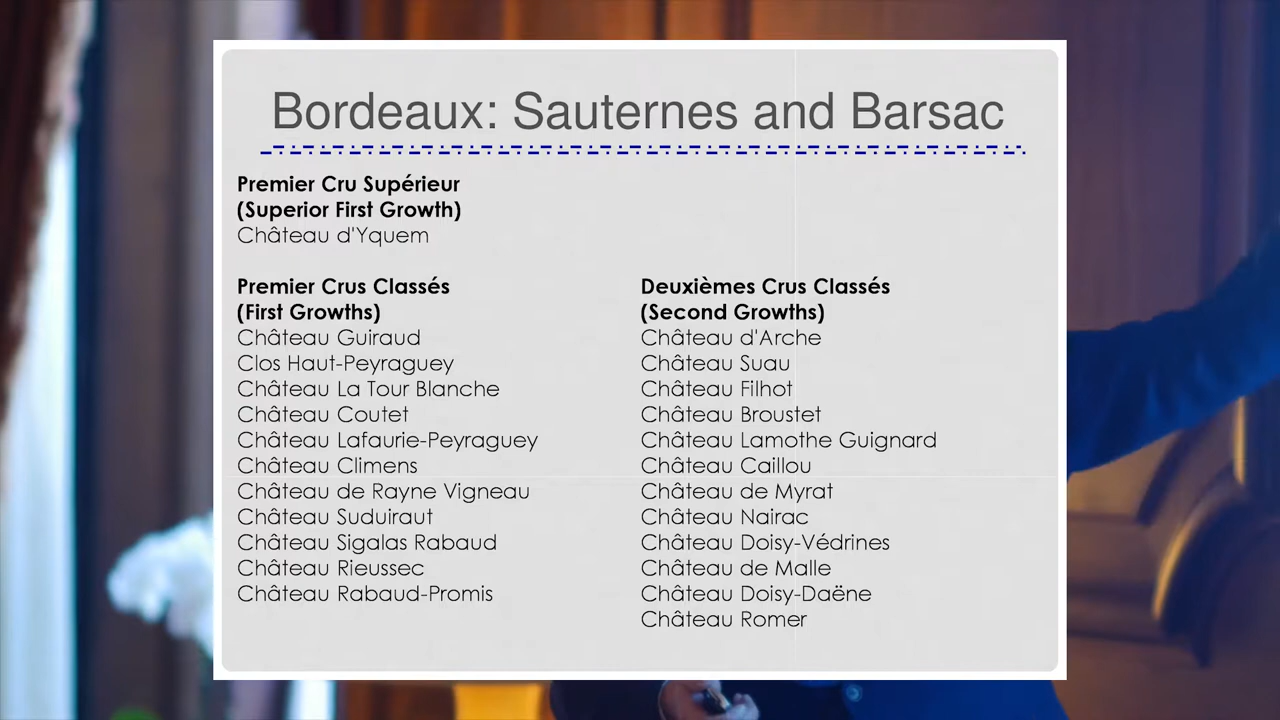 Bordeaux: Sauternes and Barsac
Premier Cru Supérieur
(Superior First Growth)
Château d'Yquem
Premier Crus Classés
(First Growths)
Château Guiraud
Clos Haut-Peyraguey
Château La Tour Blanche
Château Coutet
Château Lafaurie-Peyraguey
Château Climens
Château de Rayne Vigneau
Château Suduiraut
Château Sigalas Rabaud
Château Rieussec
Château Rabaud-Promis
Deuxièmes Crus Classés
(Second Growths)
Château d'Arche
Château Suau
Château Filhot
Château Broustet
Château Lamothe Guignard
Château Caillou
Château de Myrat
Château Nairac
Château Doisy-Védrines
Château de Malle
Château Doisy-Daëne
Château Romer